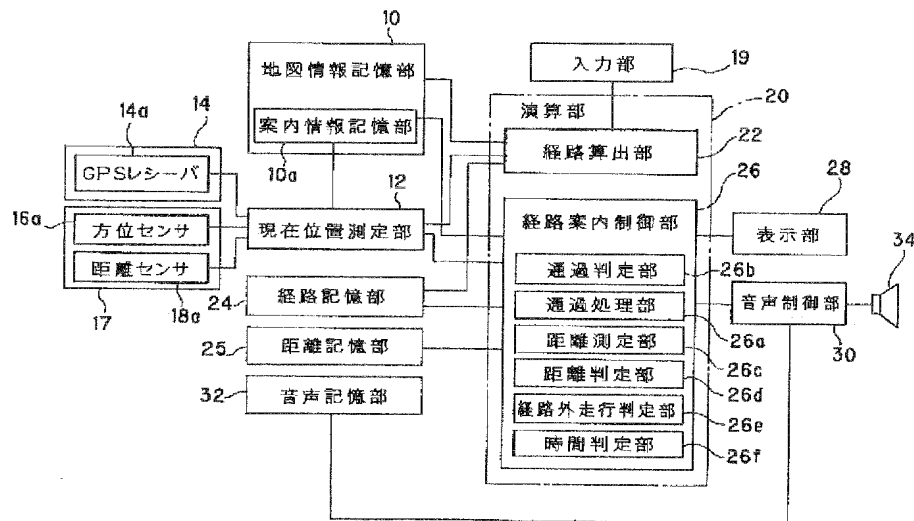 10
地図情報記憶部
案内情報記憶部
10a
14a
14
GPSレシーバ
16a
方位センサ
距離センサ
17
18a
12
現在位置測定部
24
経路記憶部
25
距離記憶部
32
音声記憶部
入力部
19
演算部
20
経路算出部
22
26
経路案内制御部
通過判定部
26b
通過処理部
26a
距離測定部
26c
距離判定部
26d
経路外走行判定部
26e
時間判定部
26f
28
表示部
34
音声制御部
30